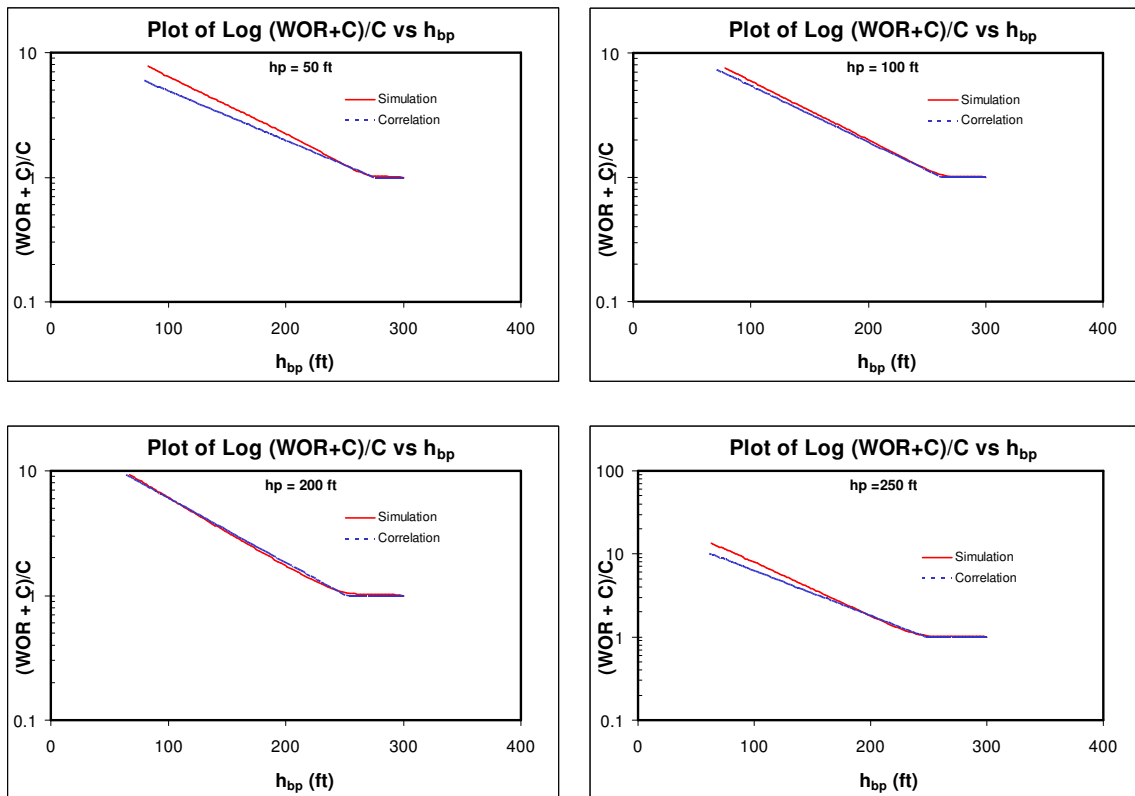 Plot of Log (WOR+C)/C vs hbp
hp = 50 ft
Simulation
Correlation
(WOR + C)/C
10
1
0.1
0 100 200 300 400
hbp (ft)
Plot of Log (WOR+C)/C vs hbp
hp = 100 ft
Simulation
Correlation
(WOR + C)/C
10
1
0.1
0 100 200 300 400
hbp (ft)
Plot of Log (WOR+C)/C vs hbp
hp = 200 ft
Simulation
Correlation
(WOR + C)/C
10
1
0.1
0 100 200 300 400
hbp (ft)
Plot of Log (WOR+C)/C vs hbp
hp =250 ft
Simulation
Correlation
(WOR + C)/C
100
10
1
0.1
0 100 200 300 400
hbp (ft)